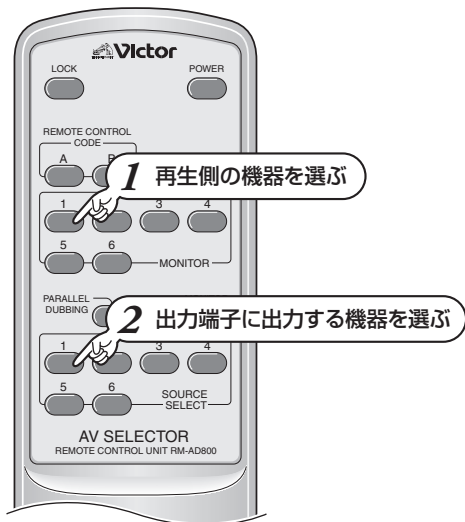 Victor
LOCK
POWER
REMOTE CONTROL
CODE
A
1 再生側の機器を選ぶ
1
3
4
5
6
MONITOR
PARALLEL
DUBBING
2 出力端子に出力する機器を選ぶ
1
3
4
5
6
SOURCE
SELECT
AV SELECTOR
REMOTE CONTROL UNIT RM-AD800